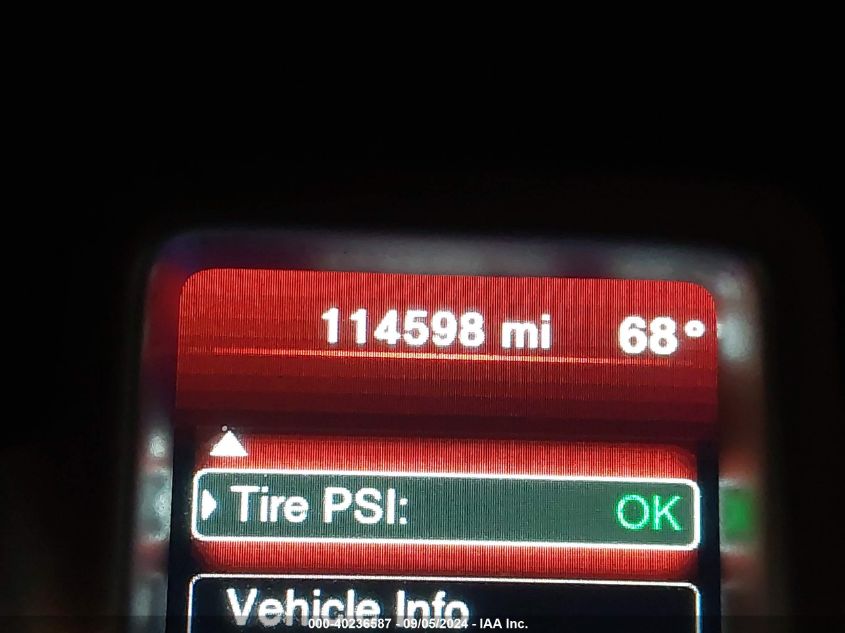 114598 mi 68°
Tire PSI: OK
Vehicle Info
000-40236587 - 09/05/2024 - IAA Inc.